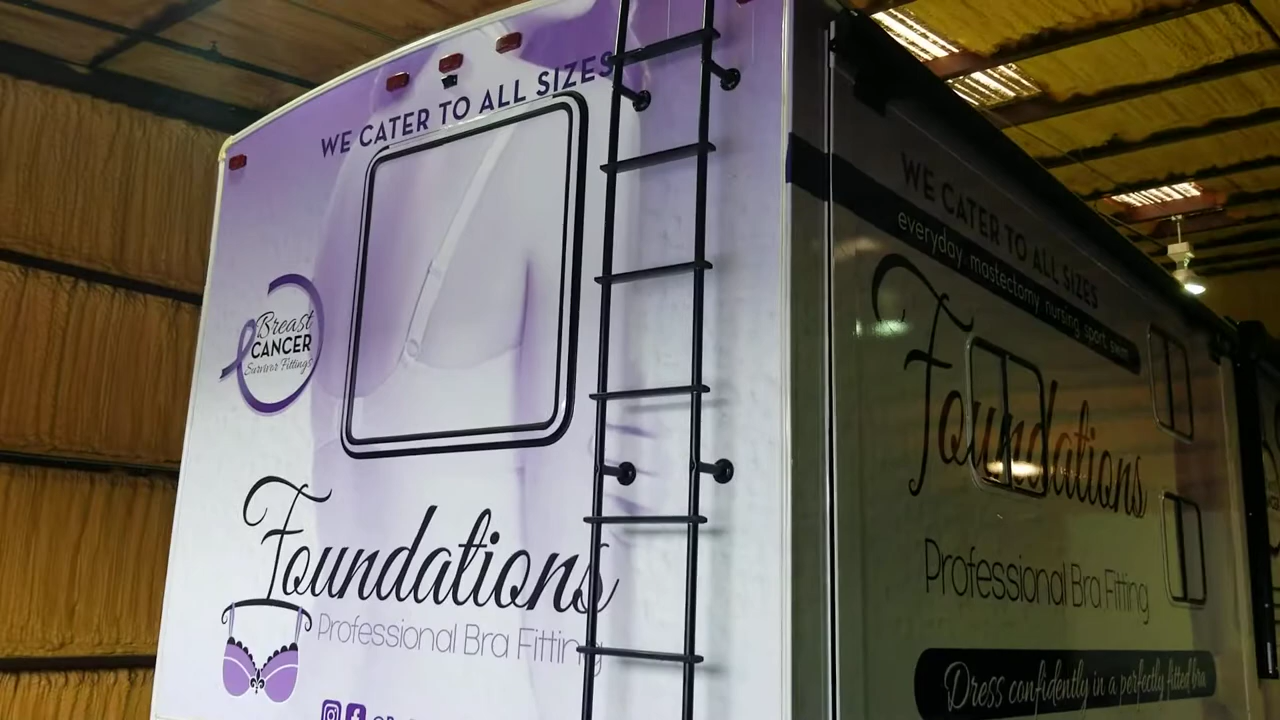 WE CATER TO ALL SIZES
Breast
CANCER
Survivor Fittings
Foundations
Professional Bra Fitting
WE CATER TO ALL SIZES
everyday mastectomy nursing sport swim
Foundations
Professional Bra Fitting
Dress confidently in a perfectly fitted bra